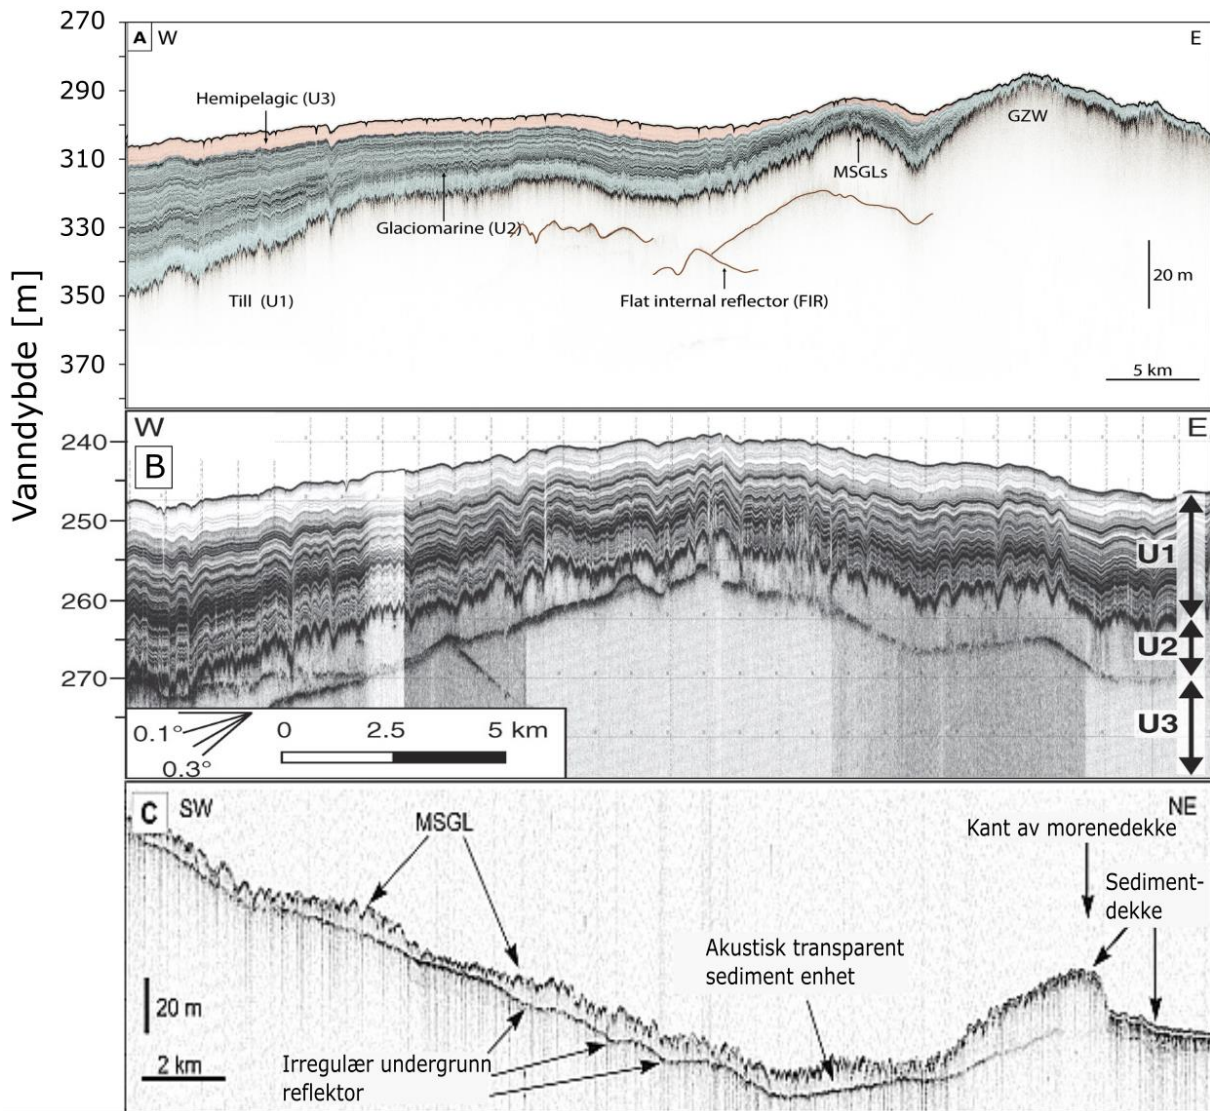 Vanndybde [m]
270
290
310
330
350
370
A W
E
Hemipelagic (U3)
GZW
MSGLs
Glaciomarine (U2)
Till (U1)
Flat internal reflector (FIR)
20 m
5 km
W
E
B
240
250
260
270
U1
U2
U3
0.1°
0.3°
0 2.5 5 km
C SW
NE
MSGL
Kant av morenedekke
Sediment-
dekke
Akustisk transparent
sediment enhet
20 m
2 km
Irregulær undergrunn
reflektor